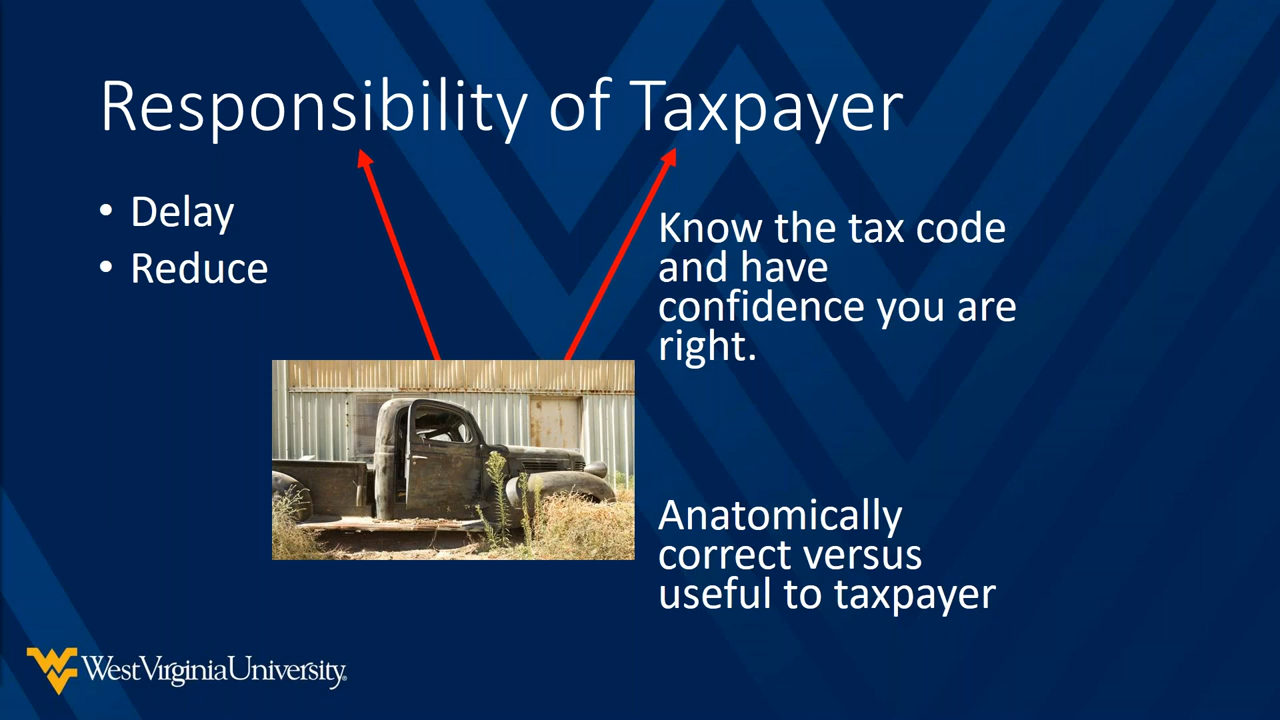 Responsibility of Taxpayer
• Delay
• Reduce
Know the tax code
and have
confidence you are
right.
Anatomically
correct versus
useful to taxpayer
WestVirginiaUniversity®